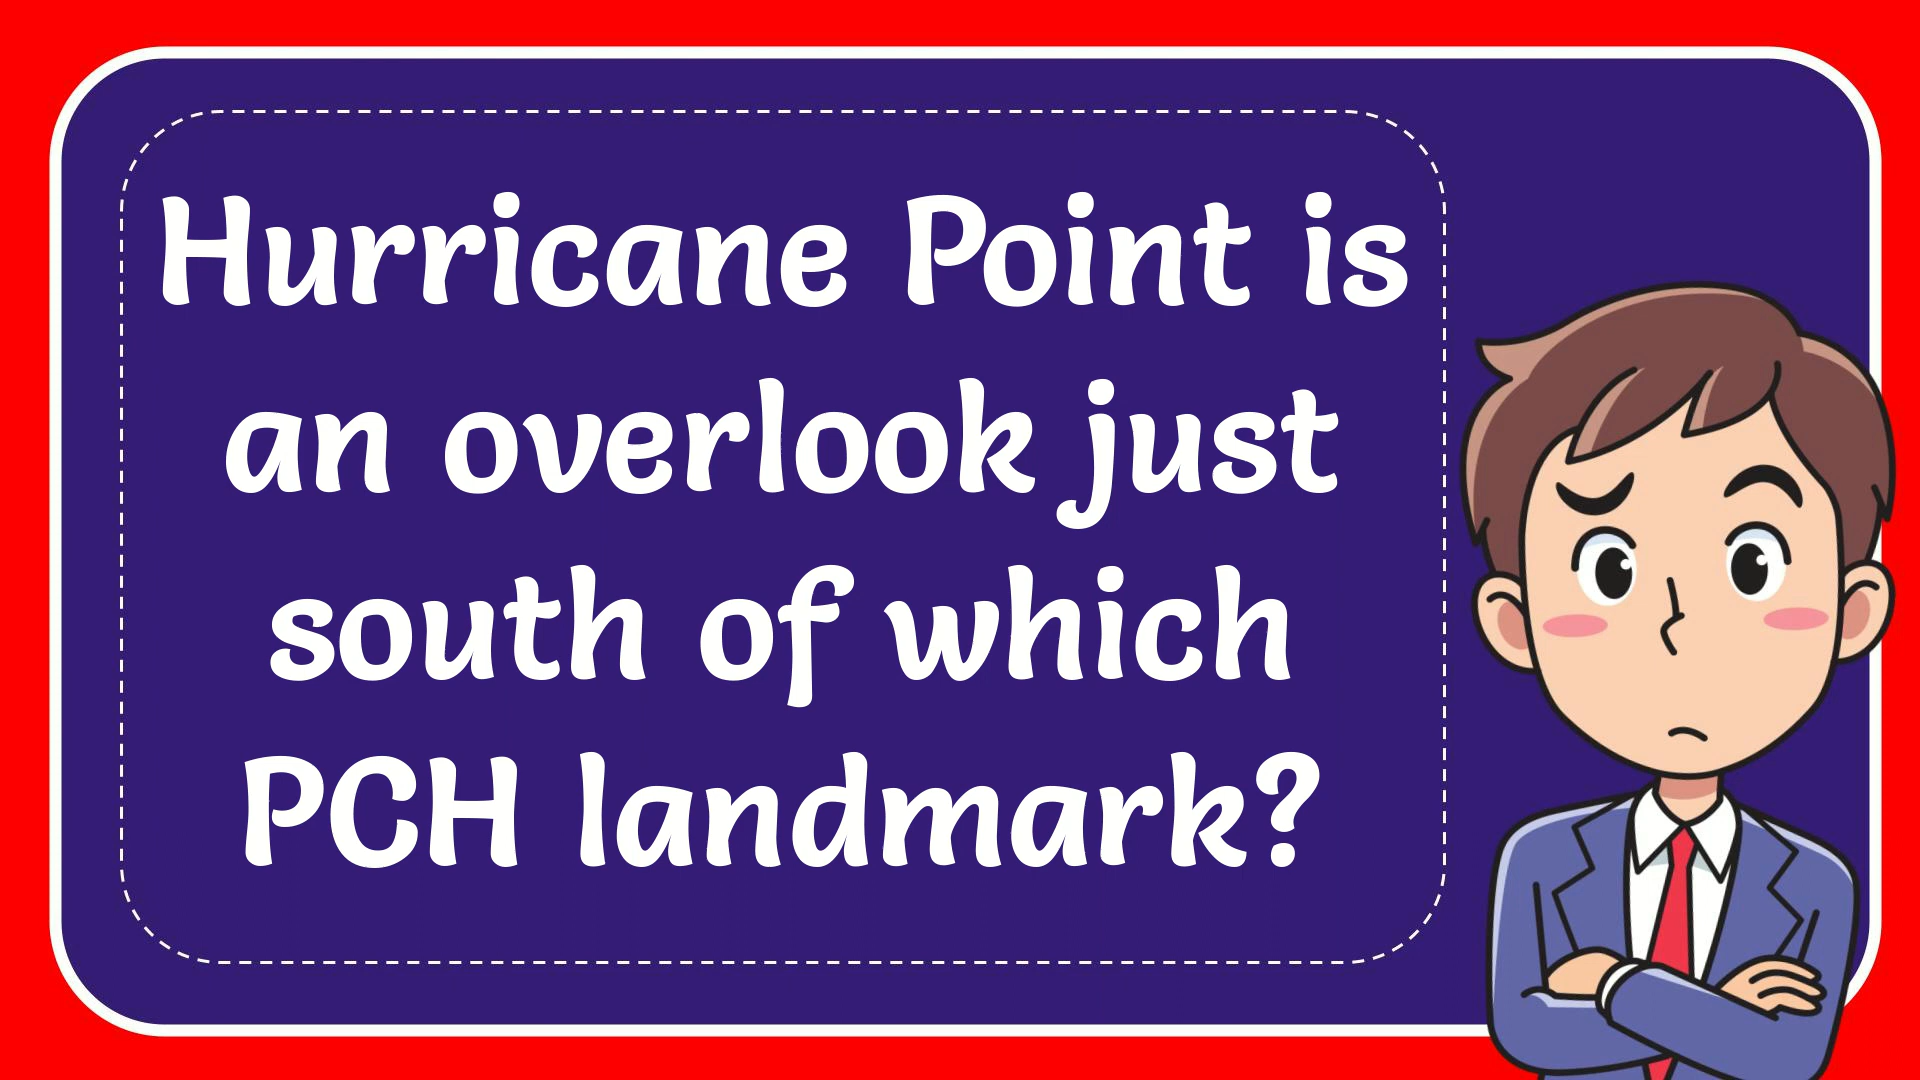 Hurricane Point is
an overlook just
south of which
PCH landmark?